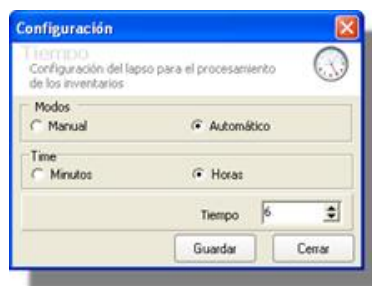 Configuración
Tiempo
Configuración del lapso para el procesamiento
de los inventarios
Modos
Manual Automático
Time
Minutos Horas
Tiempo 6
Guardar Cerrar